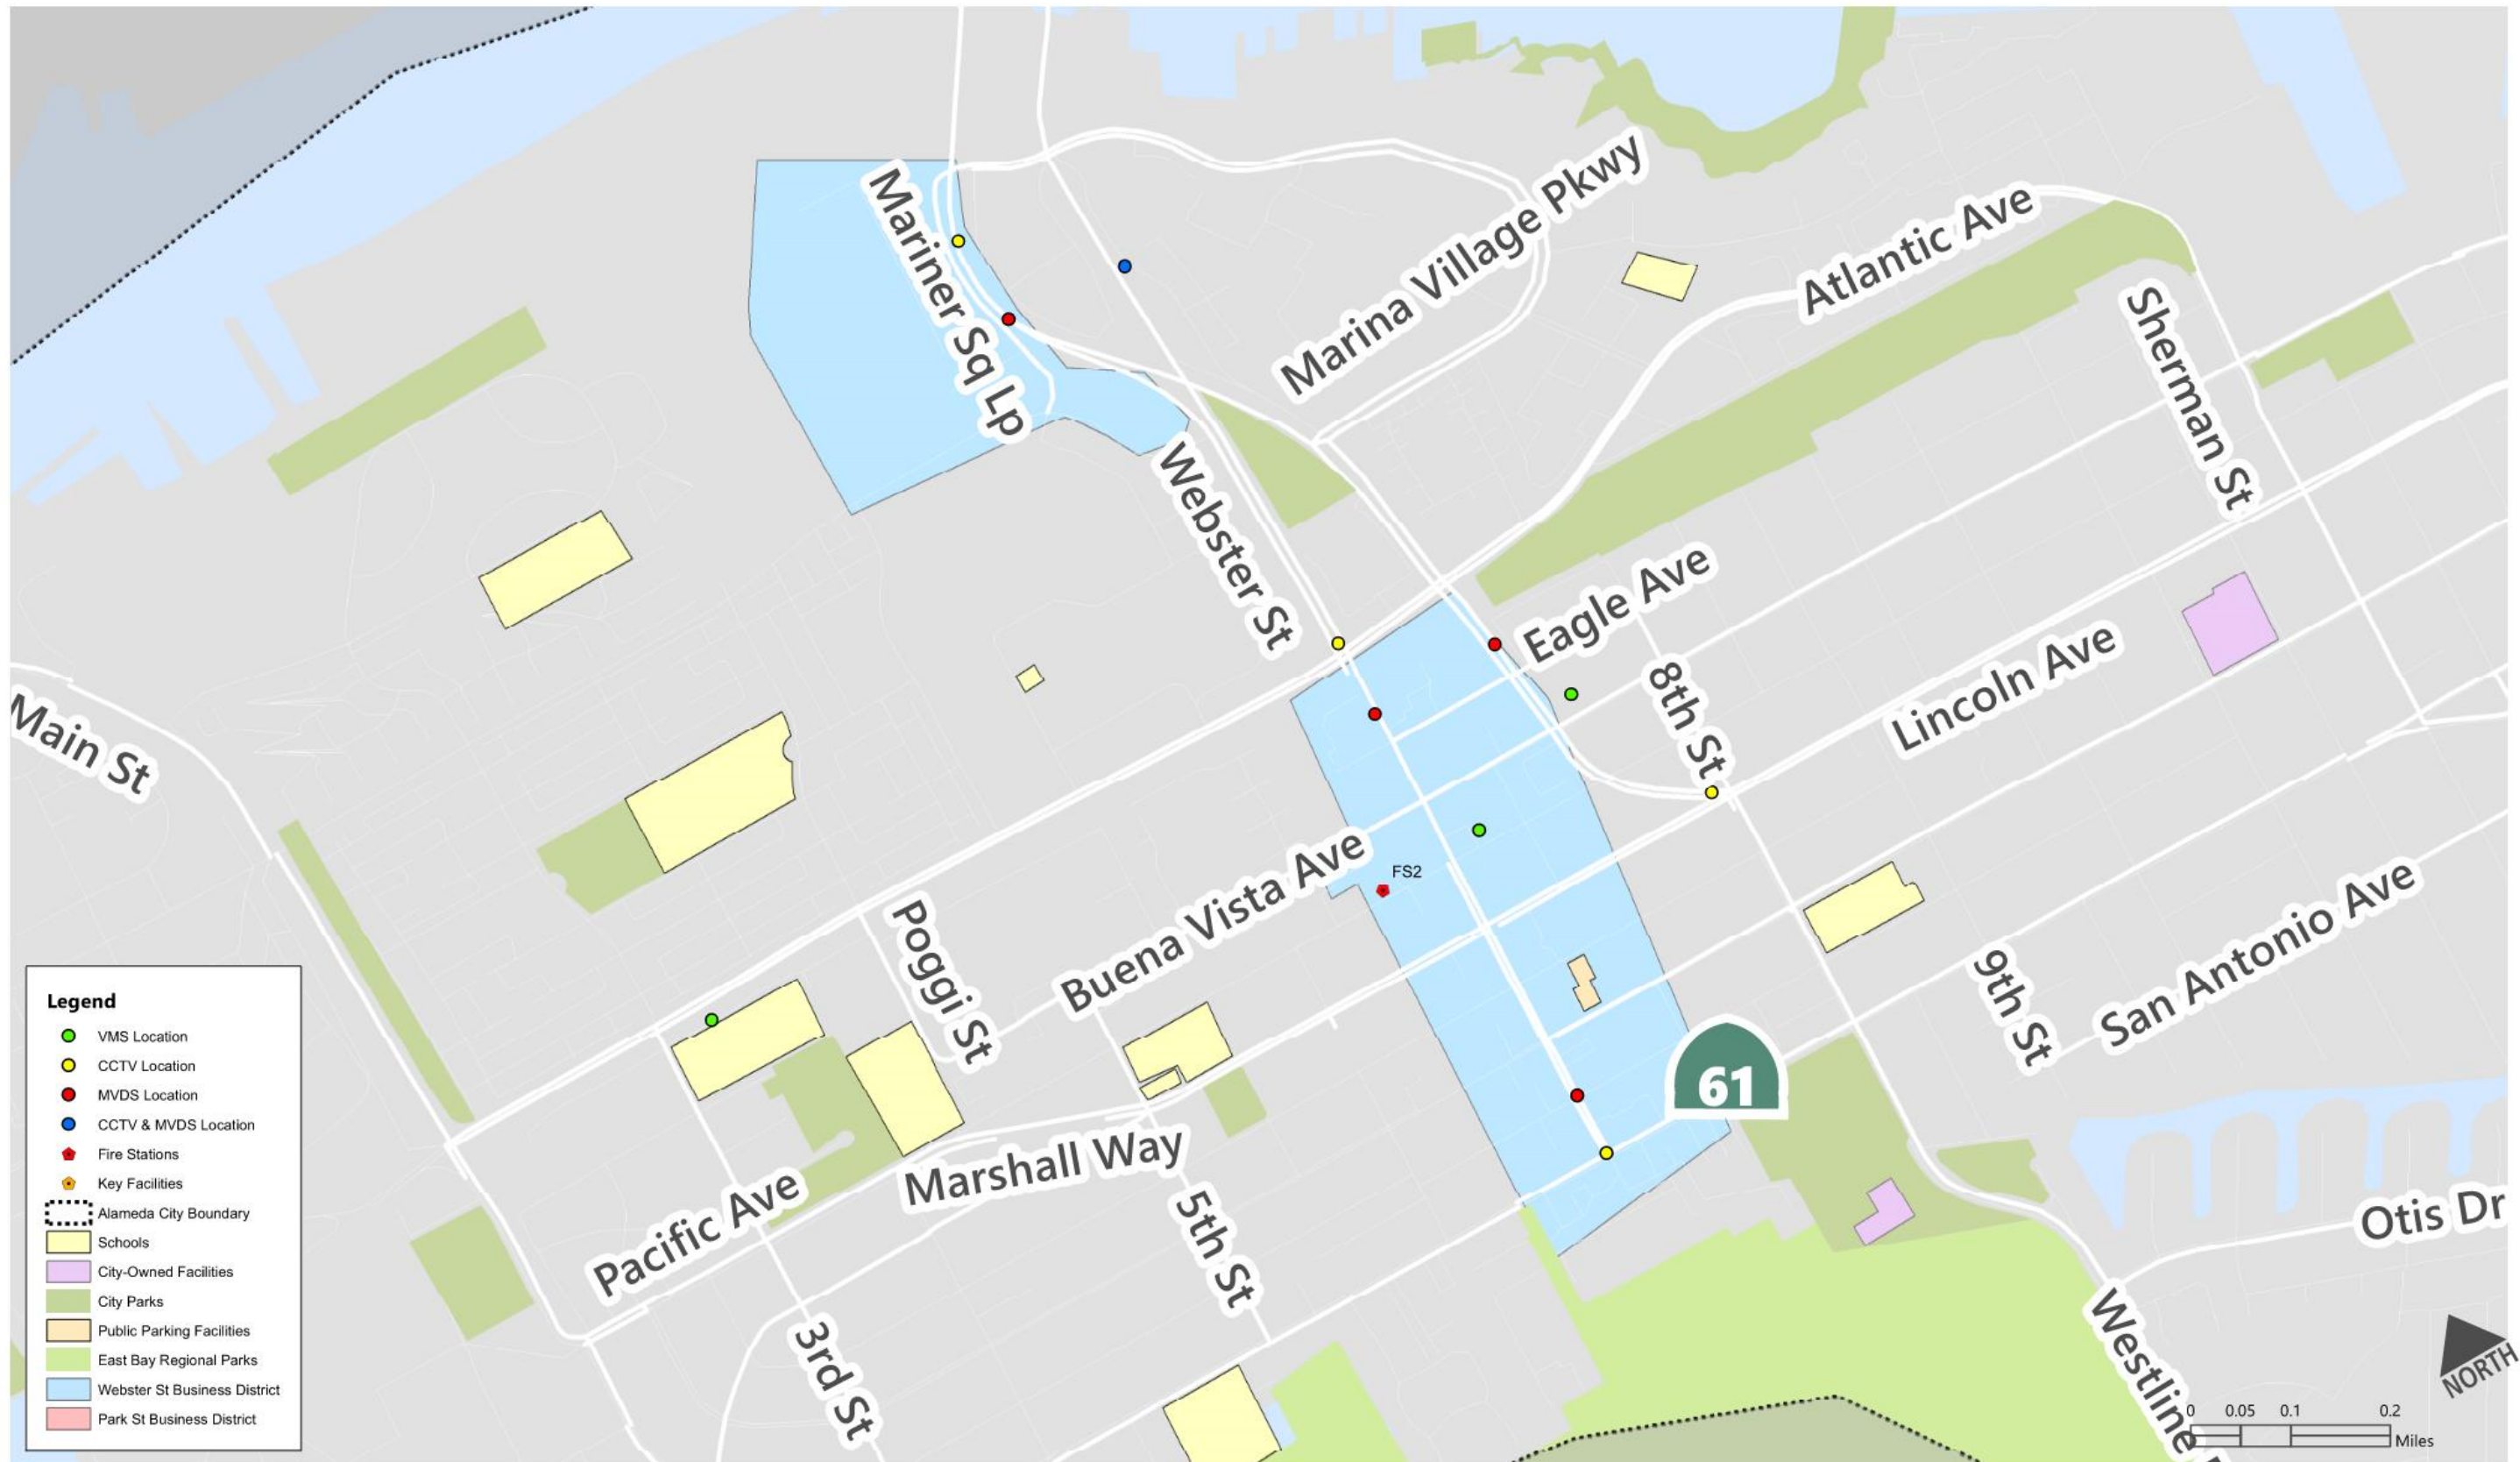 Marina Village Pkwy
Mariner Sq Lp
Atlantic Ave
Sherman St
Webster St
Eagle Ave
8th St
Lincoln Ave
Main St
Buena Vista Ave
FS2
Poggi St
San Antonio Ave
9th St
61
Marshall Way
Pacific Ave
5th St
3rd St
Otis Dr
Westline
Legend
VMS Location
CCTV Location
MVDS Location
CCTV & MVDS Location
Fire Stations
Key Facilities
Alameda City Boundary
Schools
City-Owned Facilities
City Parks
Public Parking Facilities
East Bay Regional Parks
Webster St Business District
Park St Business District
NORTH
0 0.05 0.1 0.2
Miles